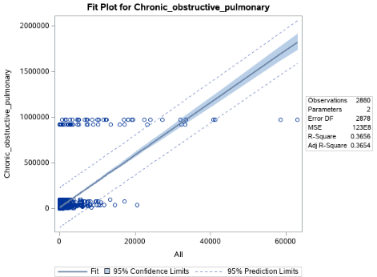 Fit Plot for Chronic_obstructive_pulmonary
2000000
1500000
1000000
500000
0
Chronic_obstructive_pulmonary
Observations 2880
Parameters 2
Error DF 2878
MSE 123E8
R-Square 0.3656
Adj R-Square 0.3654
0 20000 40000 60000
All
Fit 95% Confidence Limits 95% Prediction Limits